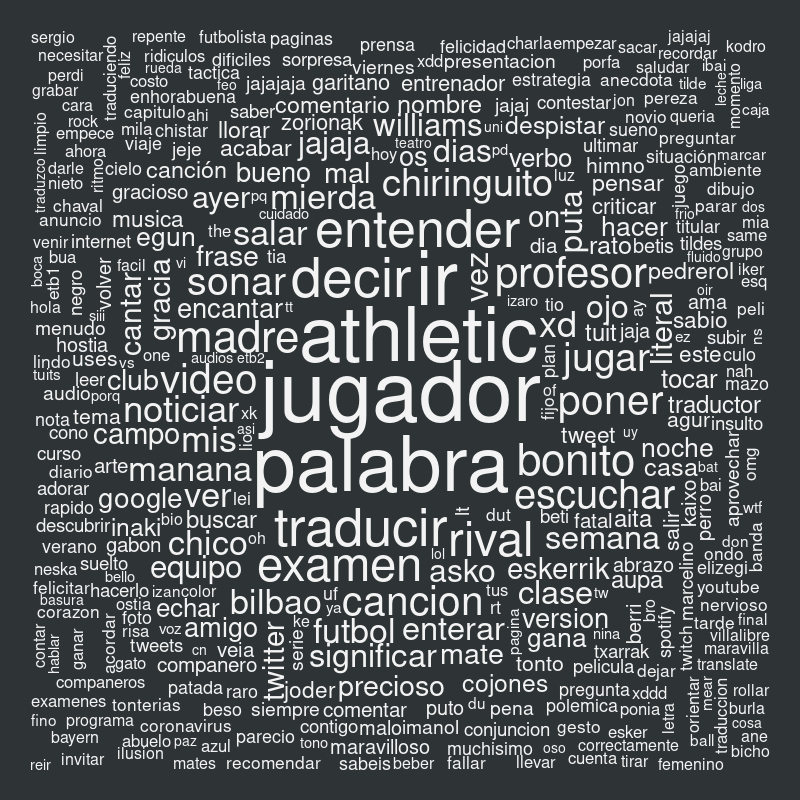 sergio repente futbolista paginas prensa felicidad charla empezar sacar jajajaj
necesitar traduciendo feliz ridiculos dificiles sorpresa viernes xdd presentacion porfa recordar kodro
perdi rueda tactica garitano entrenador estrategia anecdota saludar ibai
grabar costo feo jajajaja tilde leche momento liga
cara enhorabuena comentario nombre jajaj contestar jon pereza caja
rock capitulo ahi saber zorionak williams uni despistar sueno novio queria
limpio empece mila chistar llorar jajaja teatro ultimar preguntar
ahora viaje jeje acabar hoy os dias pd verbo himno situación marcar
traduzco darle ritmo cielo canción bueno mal chiringuito luz pensar juego ambiente
nieto gracioso ayer pq mierda puta criticar frio parar dibujo
chaval musica cuidado entender on hacer titular dos
anuncio egun the salar dia rato betis tildes mia
venir internet frase tia vez profesor pedrerol fluido same
boca bua facil vi gracia sonar decir ir grupo
etb1 negro volver cantar encantar tt izaro tio ojo ay oir iker
hola siii madre athletic xd tuit jaja literal ama esq
menudo hostia sabio peli
lindo uses vs one audios etb2 plan jugar ez subir ns
tuits leer club video jugador fijo of poner este culo
audio porq tocar nah mazo
nota tema noticiar xk traductor
cono campo mis asi lio tweet uy agur insulto
curso palabra bonito noche
diario arte manana casa bat omg
adorar google ver lei escuchar kaixo bai aprovechar
rapido lt perro wtf
descubrir inaki bio buscar traducir dut beti fatal aita salir
verano gabon chico oh rival semana don banda
neska suelto equipo lol ondo
felicitar bello hacerlo izan color examen asko eskerrik abrazo elizegi
basura ostia echar bilbao uf cancion tus clase tw aupa youtube
corazon foto ya rt version berri bro spotify nervioso
contar risa voz amigo ke futbol enterar pagina gana nina marcelino tarde final
hablar ganar acordar tweets cn veia twitter serie significar mate txarrak twitch villalibre
gato companero tonto pelicula dejar maravilla
companeros patada raro joder precioso cojones pregunta xddd translate
examenes tonterias beso siempre comentar puto du pena polemica ponia letra orientar mear traduccion rollar
fino programa coronavirus contigo malo imanol conjuncion gesto esker burla
bayern abuelo paz azul parecio tono maravilloso muchisimo oso correctamente ball cosa
reir invitar ilusion mates recomendar sabeis beber fallar llevar cuenta tirar femenino ane
bicho